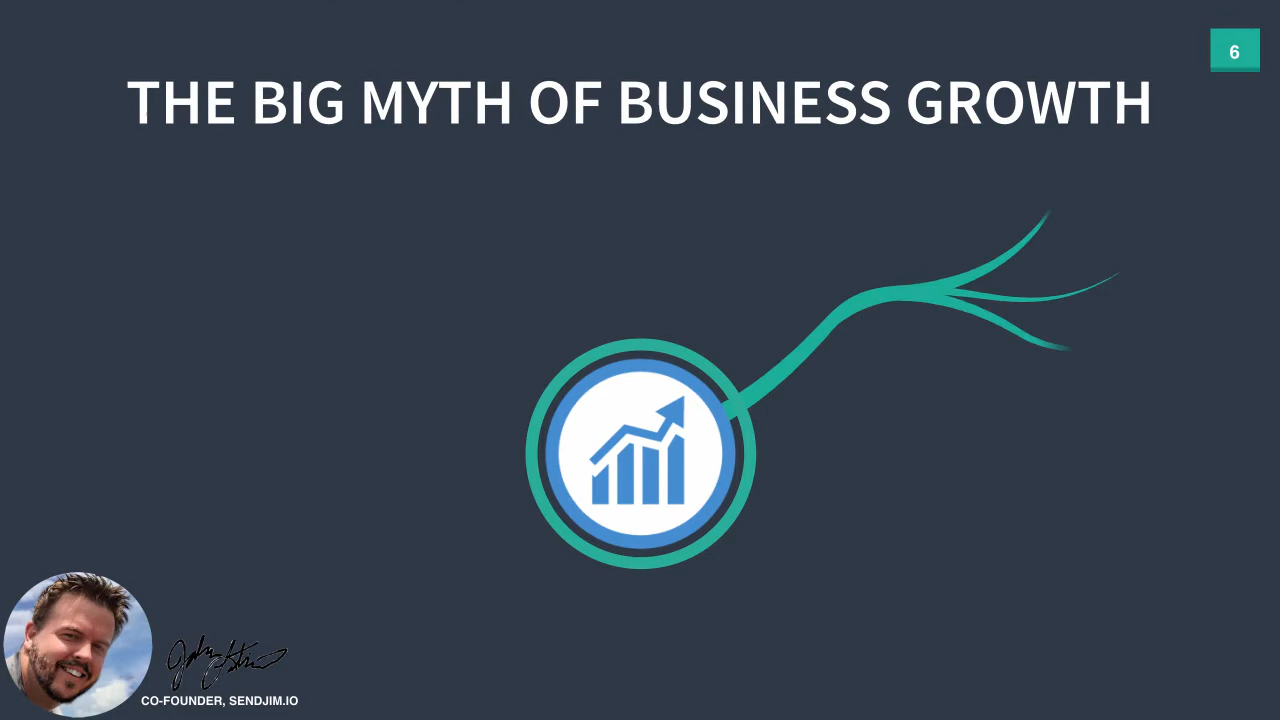 6
THE BIG MYTH OF BUSINESS GROWTH
CO-FOUNDER, SENDJIM.IO